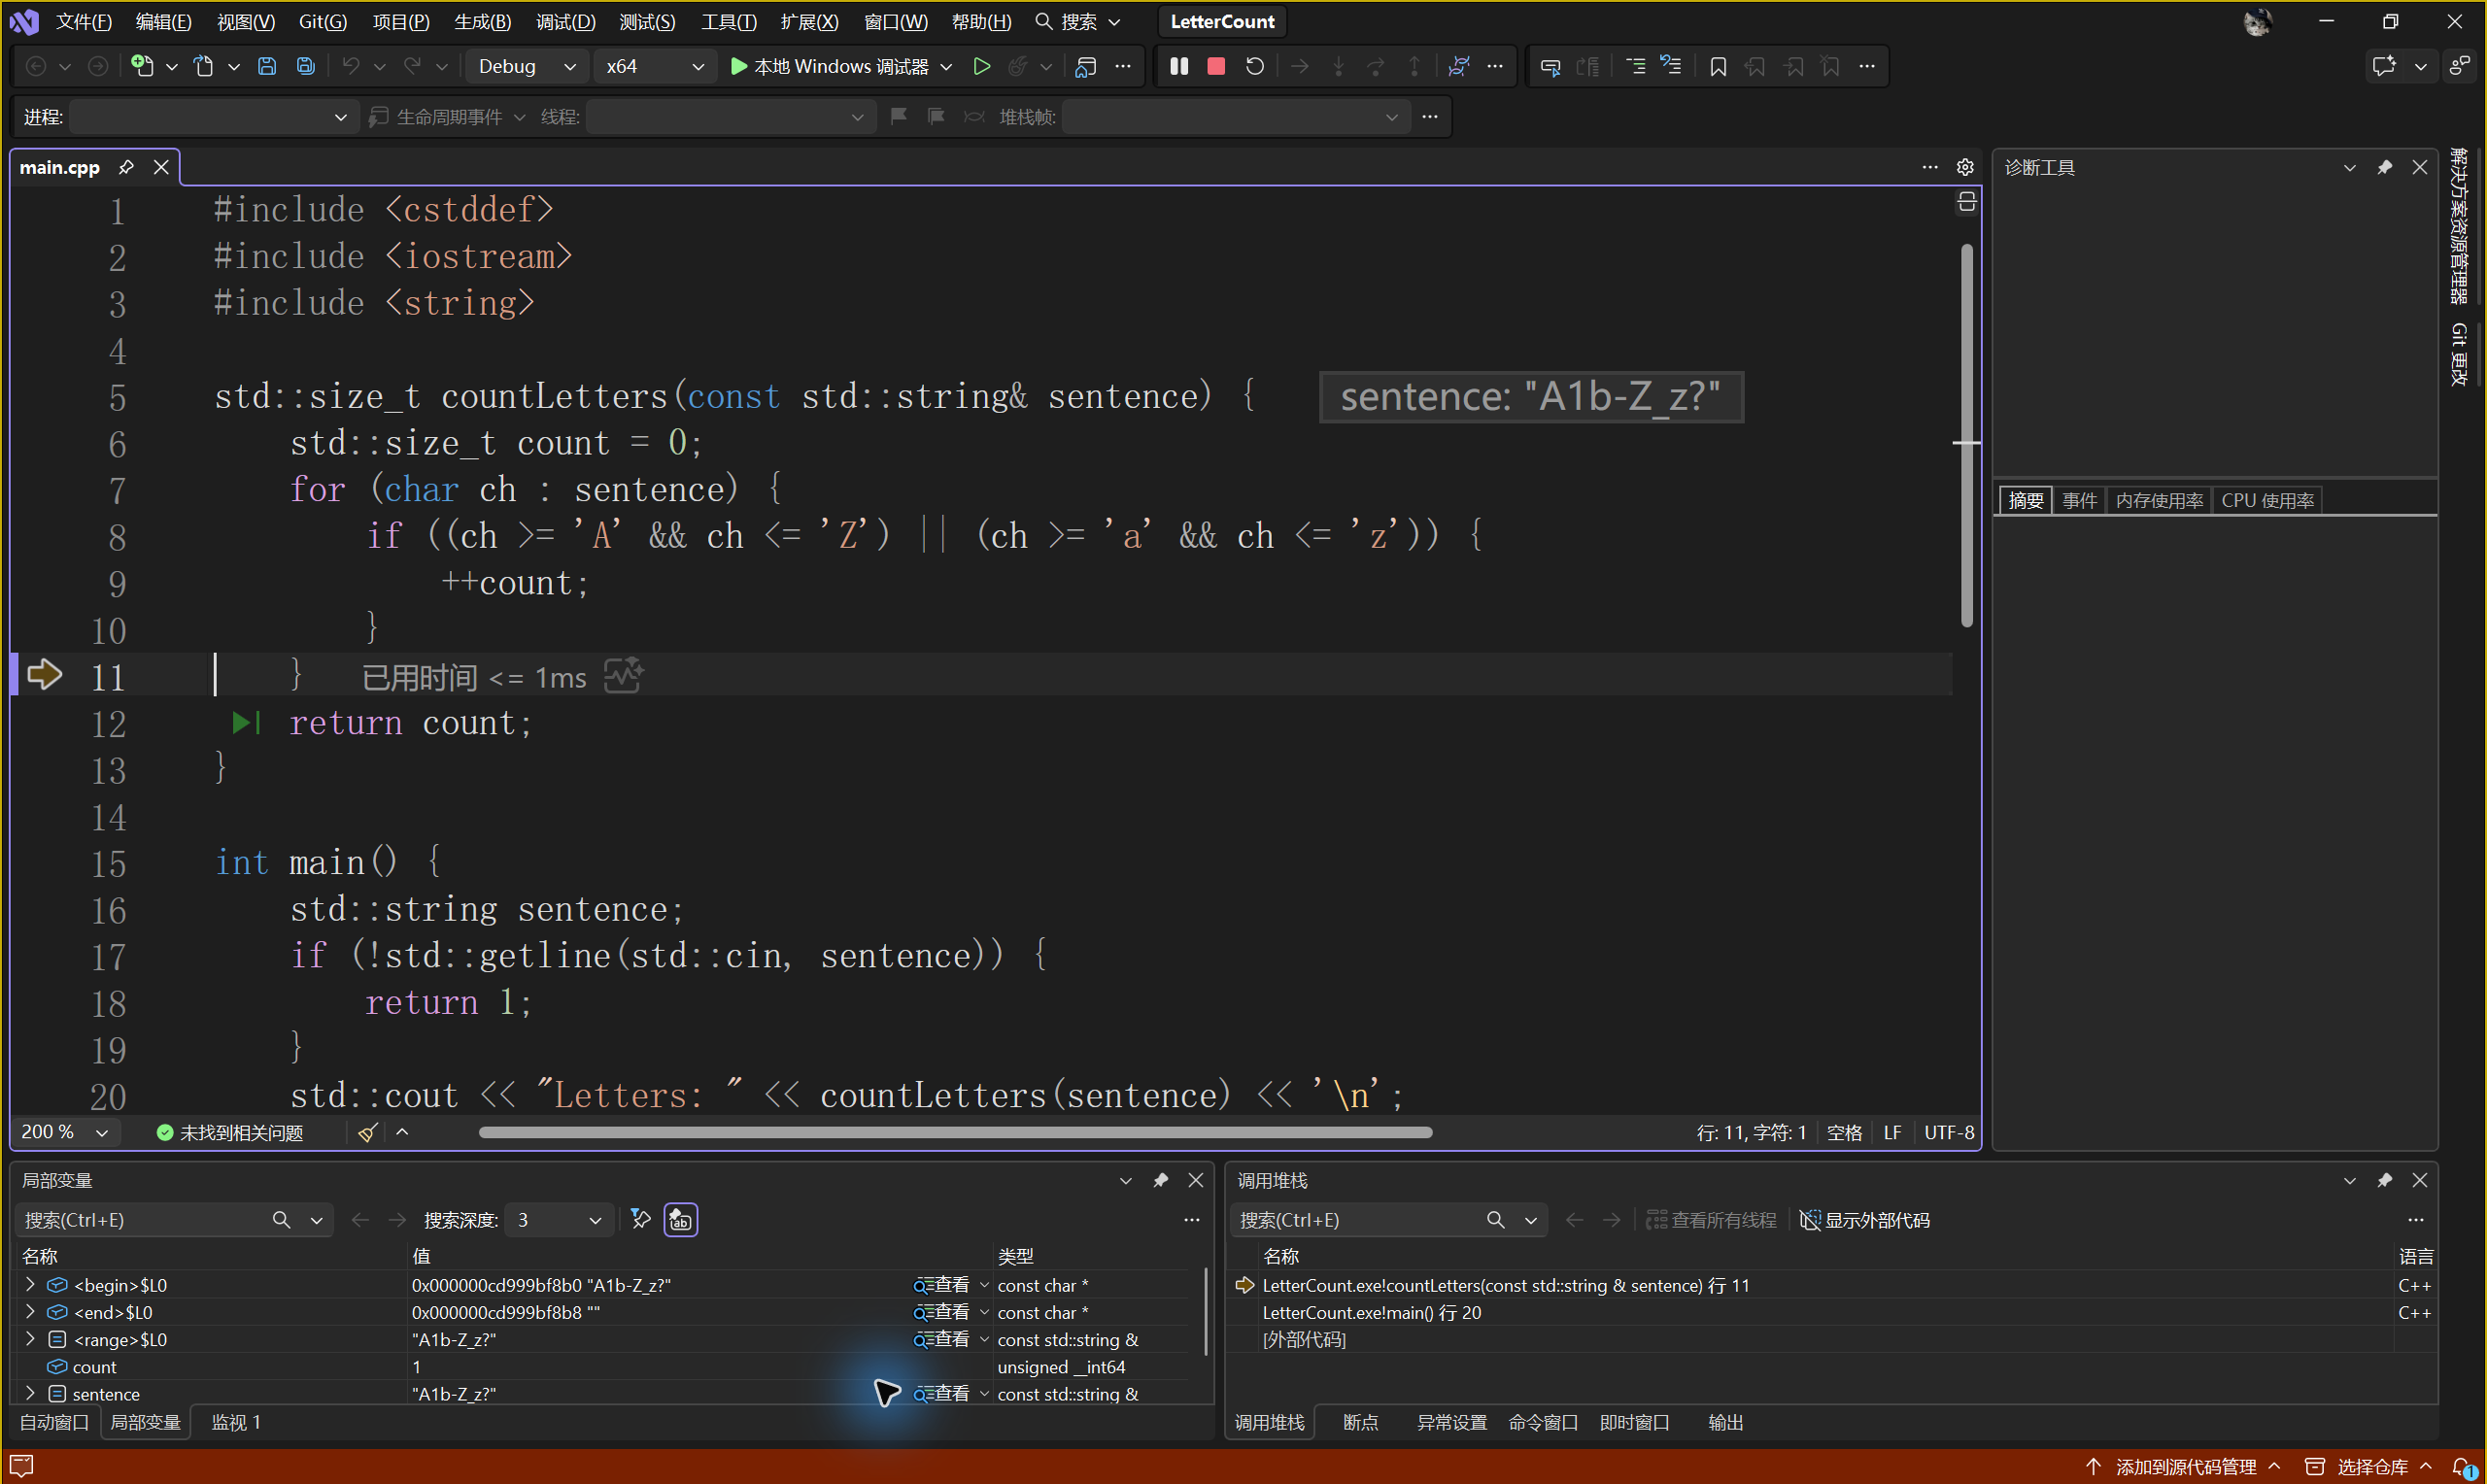 文件(F) 编辑(E) 视图(V) Git(G) 项目(P) 生成(B) 调试(D) 测试(S) 工具(T) 扩展(X) 窗口(W) 帮助(H) 搜索 LetterCount
Debug x64 本地 Windows 调试器
进程: 生命周期事件 线程: 堆栈帧:
main.cpp
1 #include <cstddef>
2 #include <iostream>
3 #include <string>
4
5 std::size_t countLetters(const std::string& sentence) { sentence: "A1b-Z_z?"
6 std::size_t count = 0;
7 for (char ch : sentence) {
8 if ((ch >= 'A' && ch <= 'Z') || (ch >= 'a' && ch <= 'z')) {
9 ++count;
10 }
11 } 已用时间 <= 1ms
12 return count;
13 }
14
15 int main() {
16 std::string sentence;
17 if (!std::getline(std::cin, sentence)) {
18 return 1;
19 }
20 std::cout << "Letters: " << countLetters(sentence) << '\n';
200 % 未找到相关问题 行: 11, 字符: 1 空格 LF UTF-8
诊断工具
摘要 事件 内存使用率 CPU 使用率
解决方案资源管理器
Git 更改
局部变量
搜索(Ctrl+E) 搜索深度: 3
名称 值 类型
<begin>$L0 0x000000cd999bf8b0 "A1b-Z_z?" 查看 const char *
<end>$L0 0x000000cd999bf8b8 "" 查看 const char *
<range>$L0 "A1b-Z_z?" 查看 const std::string &
count 1 unsigned __int64
sentence "A1b-Z_z?" 查看 const std::string &
自动窗口 局部变量 监视 1
调用堆栈
搜索(Ctrl+E) 查看所有线程 显示外部代码
名称 语言
LetterCount.exe!countLetters(const std::string & sentence) 行 11 C++
LetterCount.exe!main() 行 20 C++
[外部代码]
调用堆栈 断点 异常设置 命令窗口 即时窗口 输出
添加到源代码管理 选择仓库 1